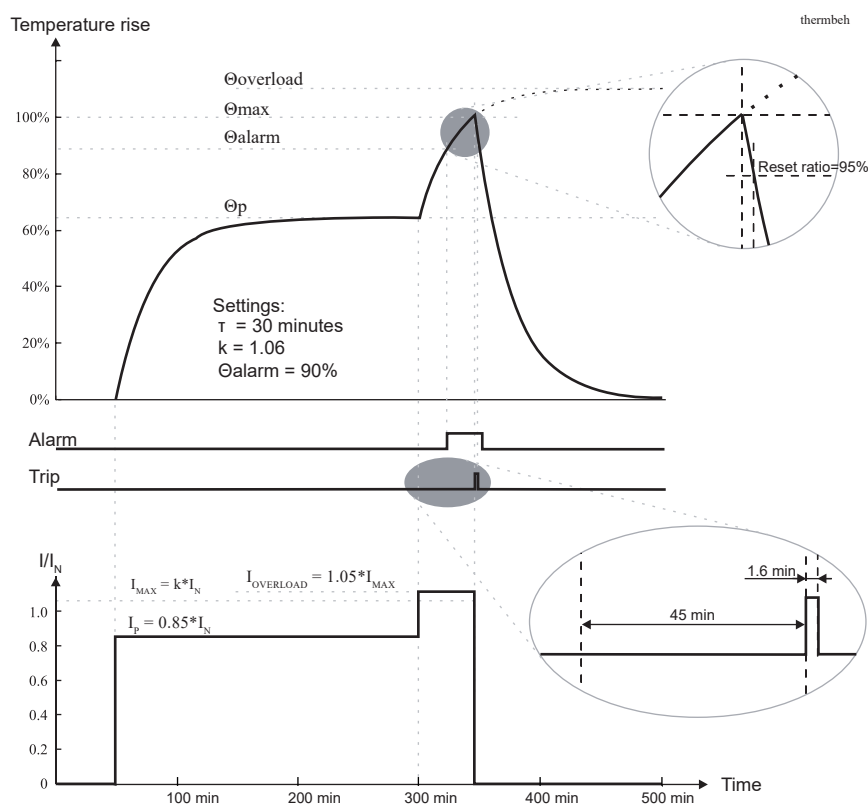 thermbeh
Temperature rise
Θoverload
Θmax
Θalarm
Θp
100%
80%
60%
40%
20%
0%
Reset ratio=95%
Settings:
τ = 30 minutes
k = 1.06
Θalarm = 90%
Alarm
Trip
I/IN
IMAX = k*IN
IOVERLOAD = 1.05*IMAX
IP = 0.85*IN
1.0
0.8
0.6
0.4
0.2
0
1.6 min
45 min
Time
100 min
200 min
300 min
400 min
500 min